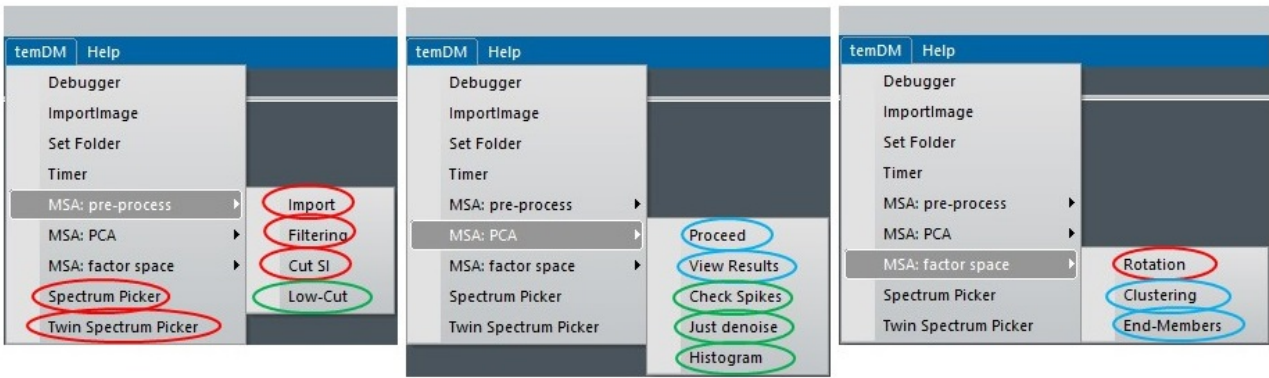 temDM Help
Debugger
ImportImage
Set Folder
Timer
MSA: pre-process
MSA: PCA
MSA: factor space
Spectrum Picker
Twin Spectrum Picker
Import
Filtering
Cut SI
Low-Cut
temDM Help
Debugger
ImportImage
Set Folder
Timer
MSA: pre-process
MSA: PCA
MSA: factor space
Spectrum Picker
Twin Spectrum Picker
Proceed
View Results
Check Spikes
Just denoise
Histogram
temDM Help
Debugger
ImportImage
Set Folder
Timer
MSA: pre-process
MSA: PCA
MSA: factor space
Spectrum Picker
Twin Spectrum Picker
Rotation
Clustering
End-Members